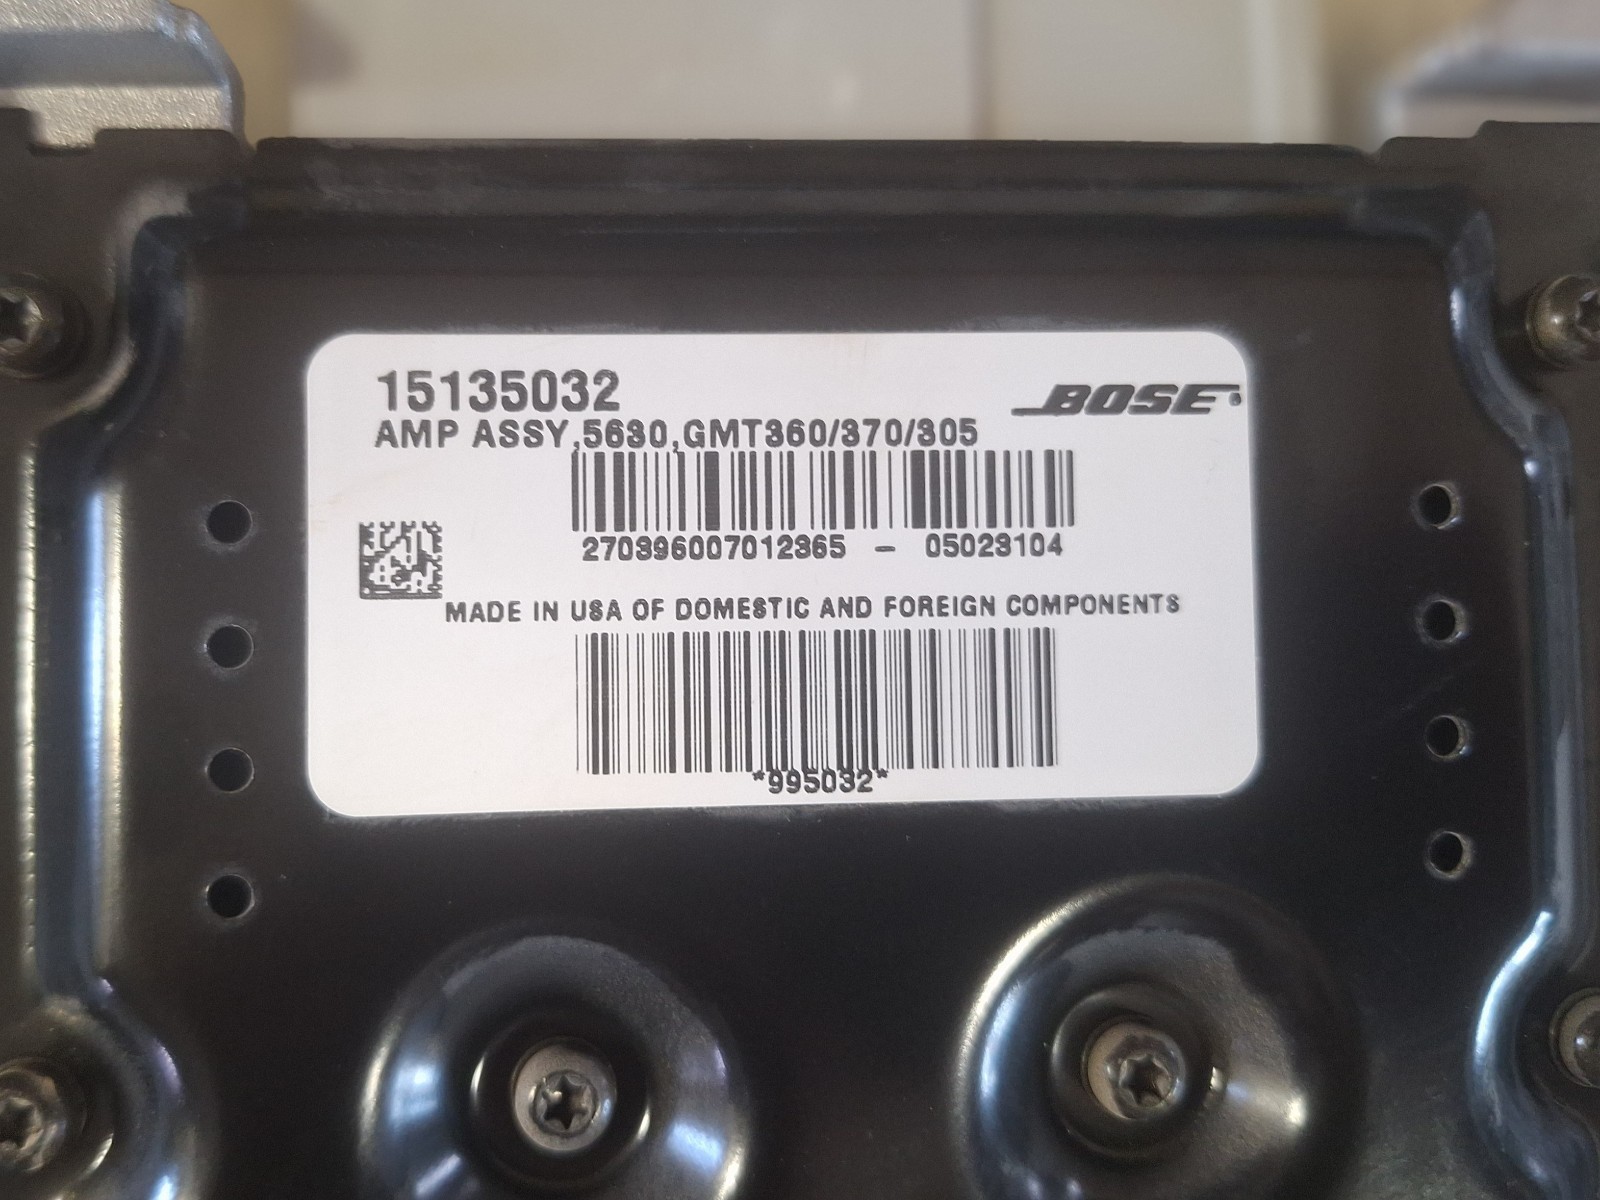 15135032
BOSE
AMP ASSY,5630,GMT360/370/305
270396007012365 - 05023104
MADE IN USA OF DOMESTIC AND FOREIGN COMPONENTS
*995032*